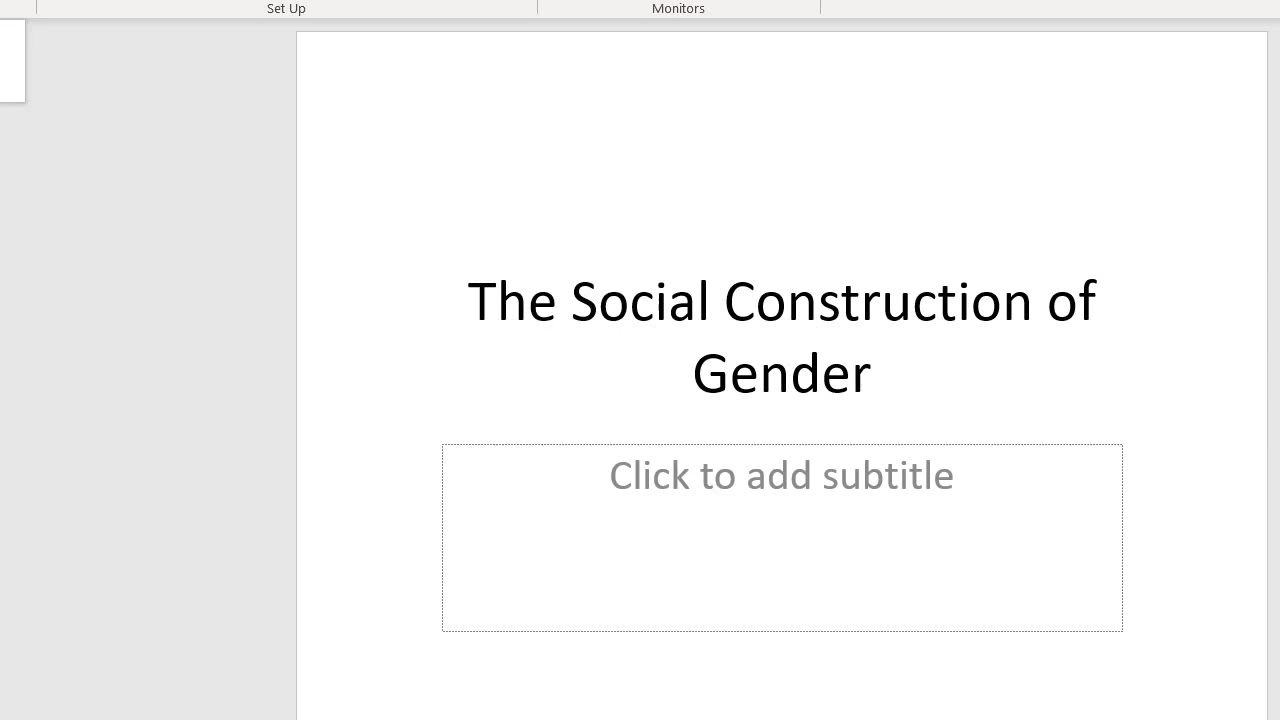 Set Up
Monitors
The Social Construction of
Gender
Click to add subtitle